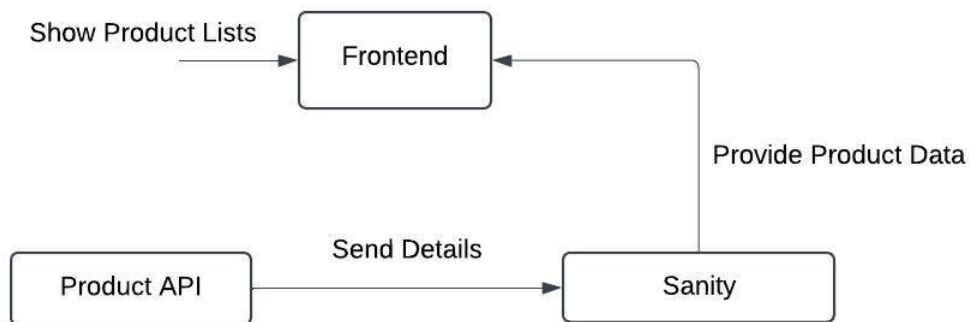 Show Product Lists
Frontend
Provide Product Data
Send Details
Product API
Sanity